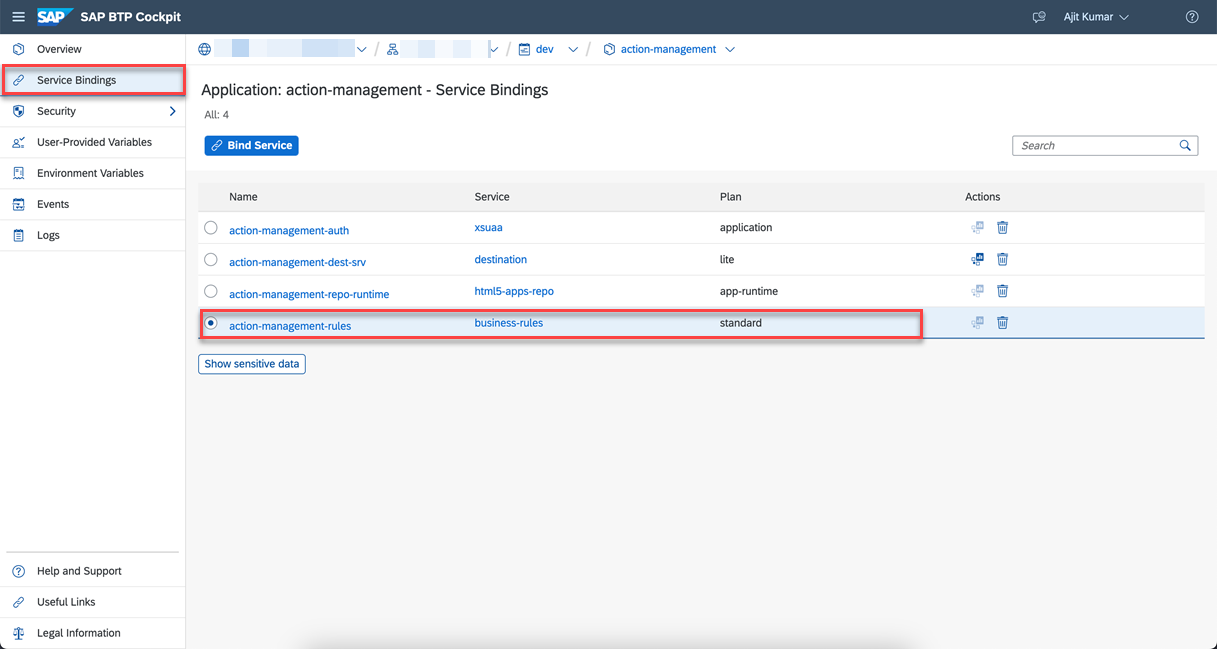 SAP SAP BTP Cockpit Ajit Kumar
Overview
Service Bindings
Security
User-Provided Variables
Environment Variables
Events
Logs
Help and Support
Useful Links
Legal Information
/ / dev / action-management
Application: action-management - Service Bindings
All: 4
Bind Service
Search
Name Service Plan Actions
action-management-auth xsuaa application
action-management-dest-srv destination lite
action-management-repo-runtime html5-apps-repo app-runtime
action-management-rules business-rules standard
Show sensitive data